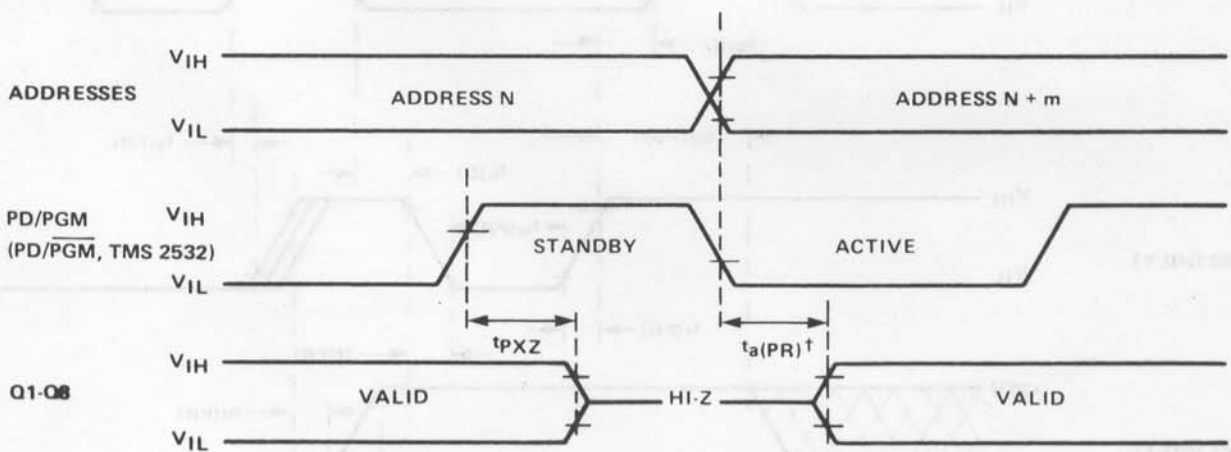 VIH
ADDRESSES
ADDRESS N
ADDRESS N + m
VIL
PD/PGM
(PD/PGM, TMS 2532)
VIH
STANDBY
ACTIVE
VIL
tPXZ
ta(PR)†
VIH
Q1-Q8
VALID
HI-Z
VALID
VIL